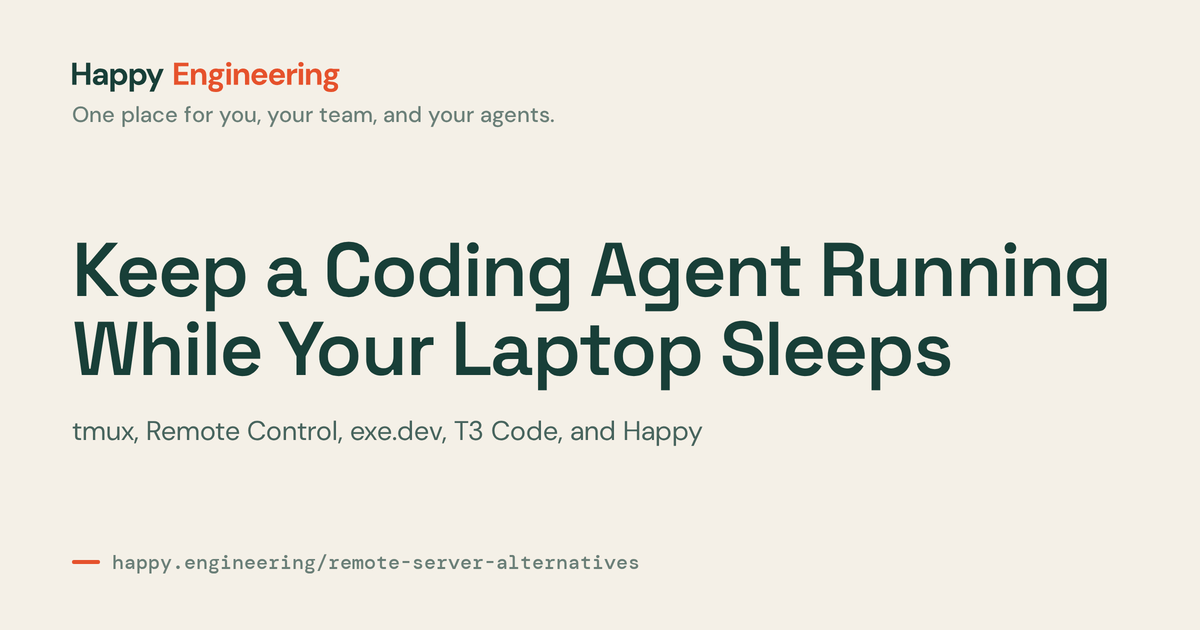 Happy Engineering
One place for you, your team, and your agents.
Keep a Coding Agent Running
While Your Laptop Sleeps
tmux, Remote Control, exe.dev, T3 Code, and Happy
happy.engineering/remote-server-alternatives